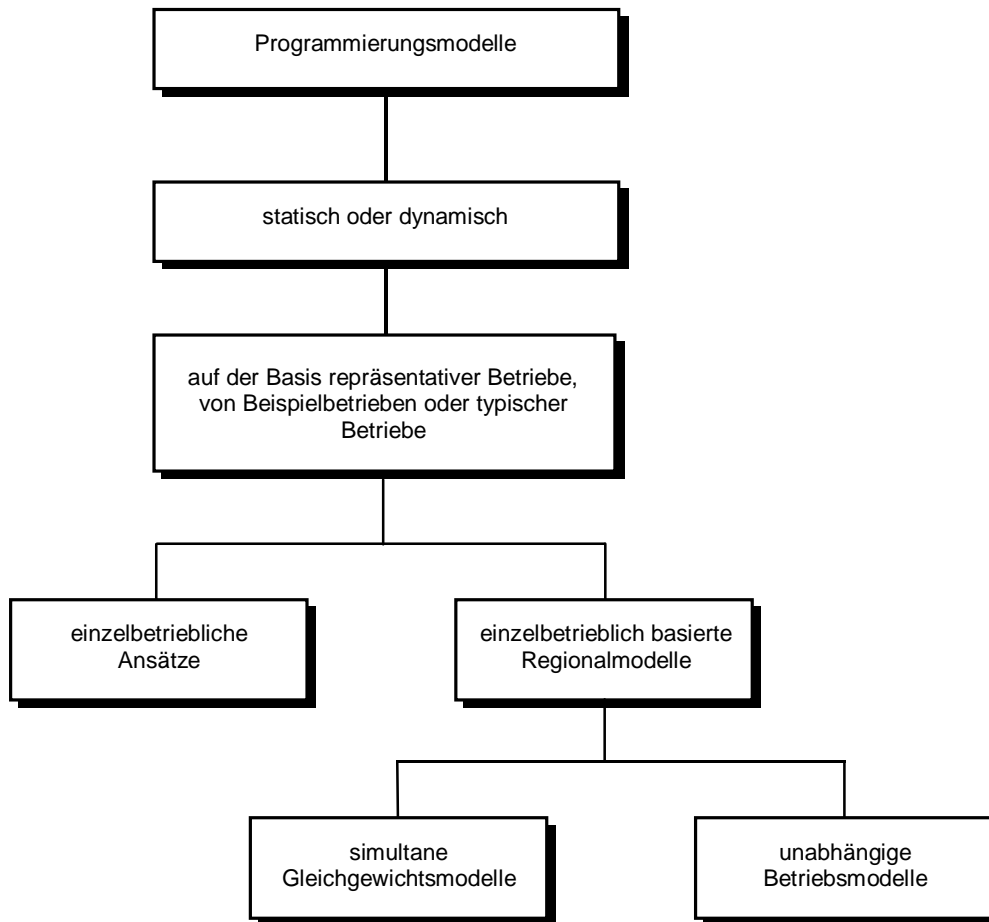 Programmierungsmodelle
statisch oder dynamisch
auf der Basis repräsentativer Betriebe,
von Beispielbetrieben oder typischer
Betriebe
einzelbetriebliche
Ansätze
einzelbetrieblich basierte
Regionalmodelle
simultane
Gleichgewichtsmodelle
unabhängige
Betriebsmodelle